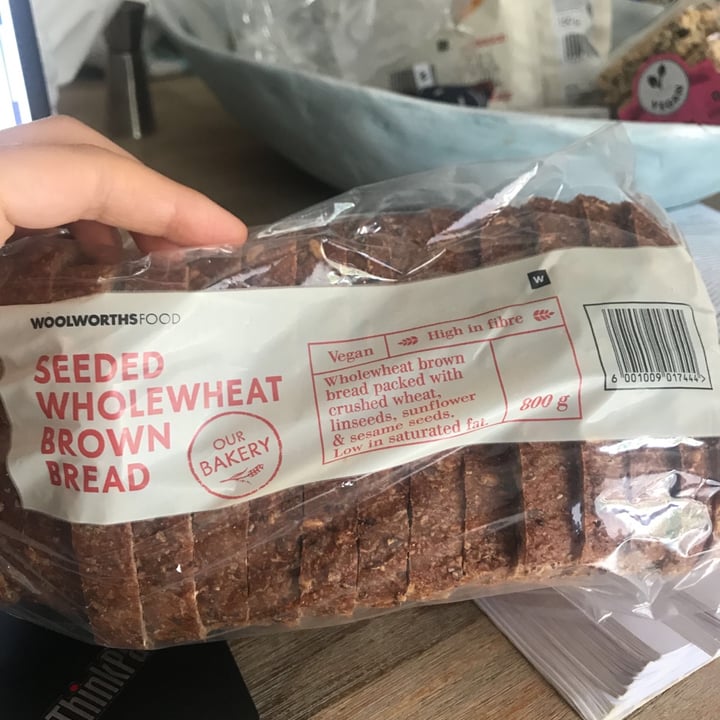 WOOLWORTHSFOOD
SEEDED
WHOLEWHEAT
BROWN
BREAD
OUR
BAKERY
Vegan
High in fibre
Wholewheat brown
bread packed with
crushed wheat,
linseeds, sunflower
& sesame seeds.
Low in saturated fat.
800 g
W
6 001009 017444>
VEGAN
W